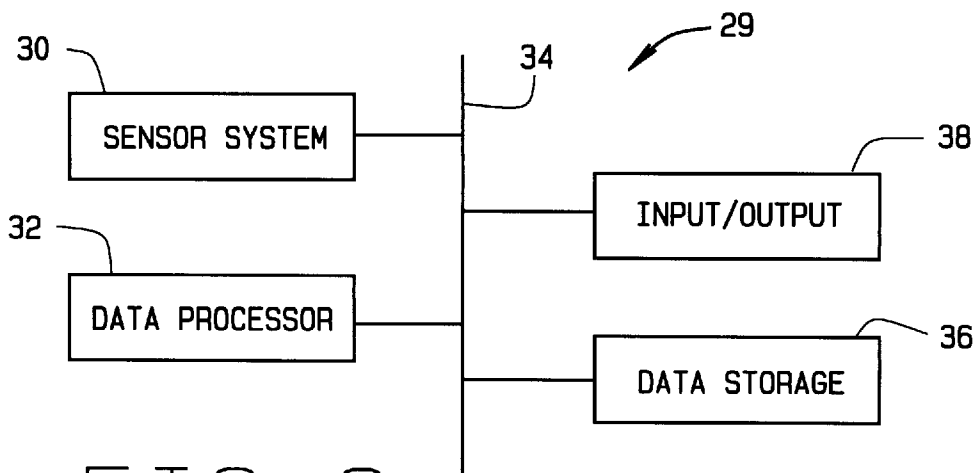 29
30
34
SENSOR SYSTEM
38
INPUT/OUTPUT
32
DATA PROCESSOR
36
DATA STORAGE